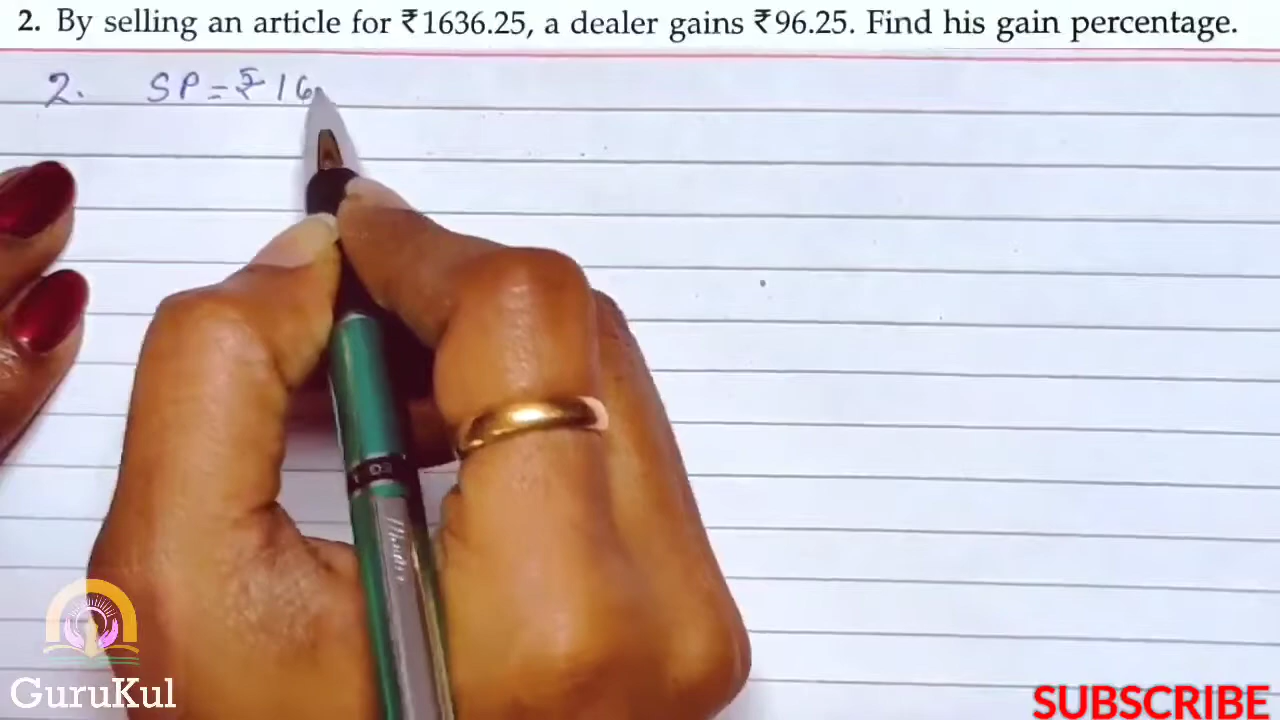 2. By selling an article for ₹1636.25, a dealer gains ₹96.25. Find his gain percentage.
2. SP = ₹ 16
GuruKul
SUBSCRIBE